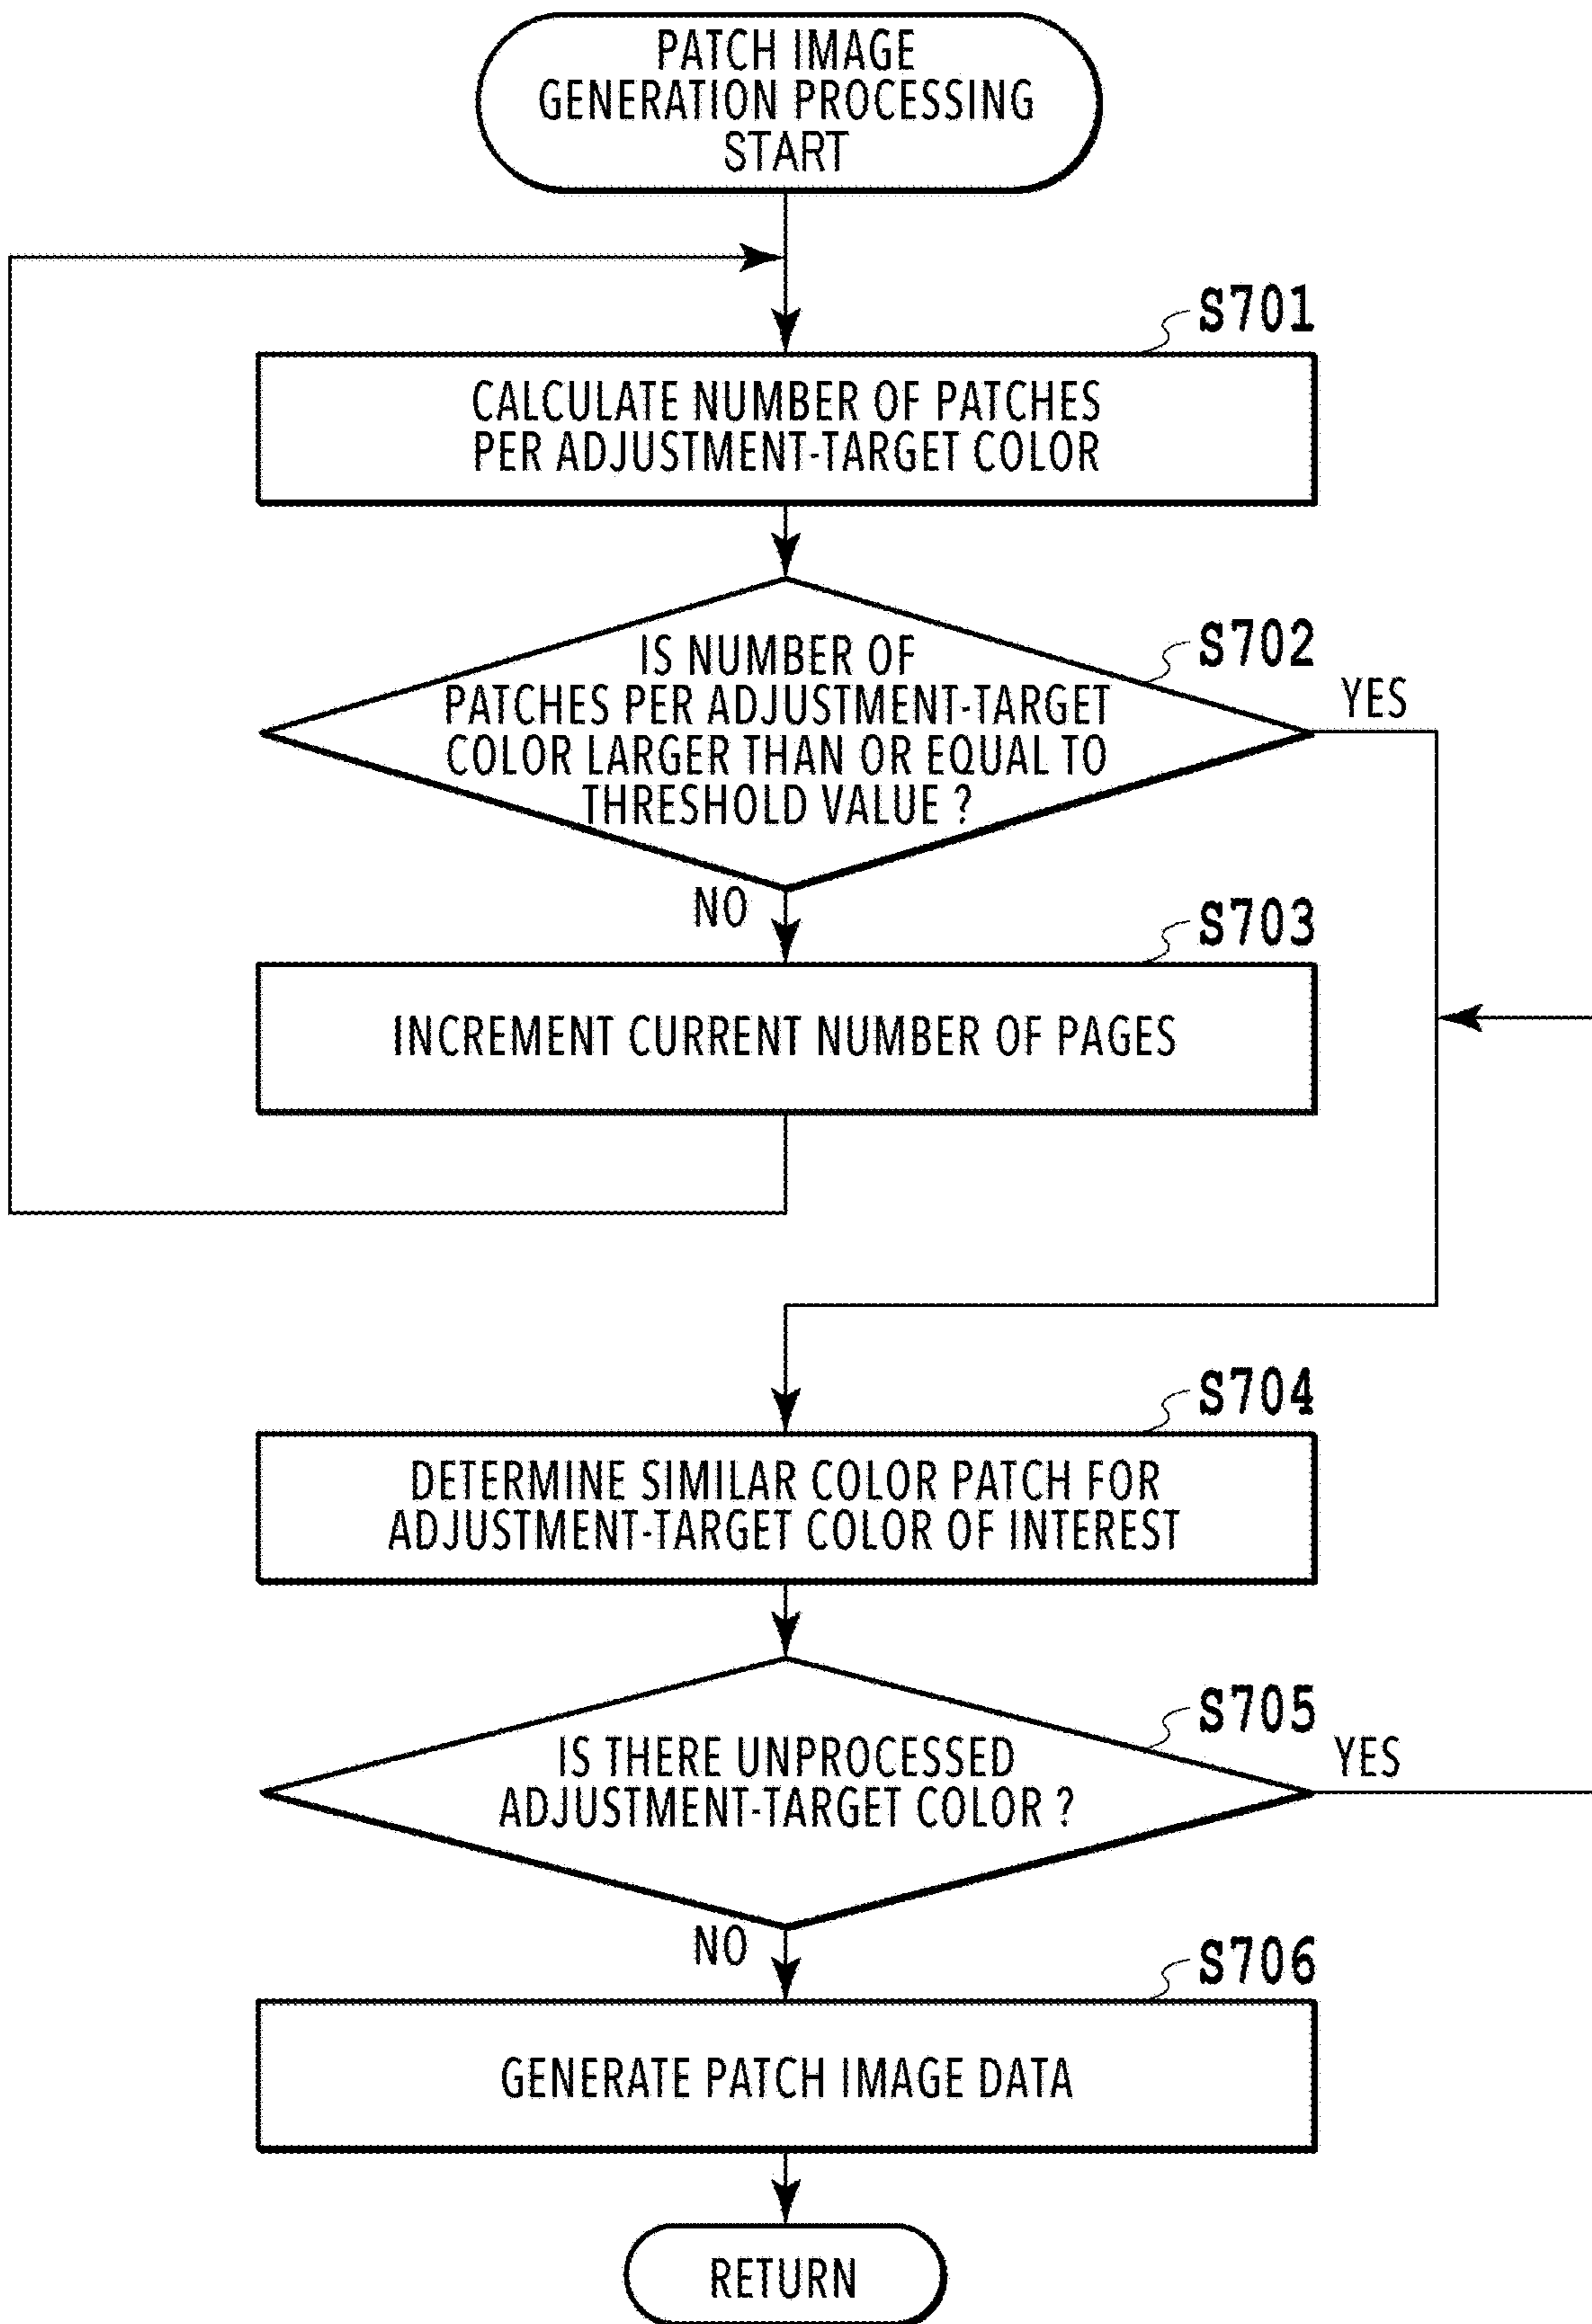 PATCH IMAGE
GENERATION PROCESSING
START
S701
CALCULATE NUMBER OF PATCHES
PER ADJUSTMENT-TARGET COLOR
S702
IS NUMBER OF
PATCHES PER ADJUSTMENT-TARGET
COLOR LARGER THAN OR EQUAL TO
THRESHOLD VALUE ?
YES
NO
S703
INCREMENT CURRENT NUMBER OF PAGES
S704
DETERMINE SIMILAR COLOR PATCH FOR
ADJUSTMENT-TARGET COLOR OF INTEREST
S705
IS THERE UNPROCESSED
ADJUSTMENT-TARGET COLOR ?
YES
NO
S706
GENERATE PATCH IMAGE DATA
RETURN